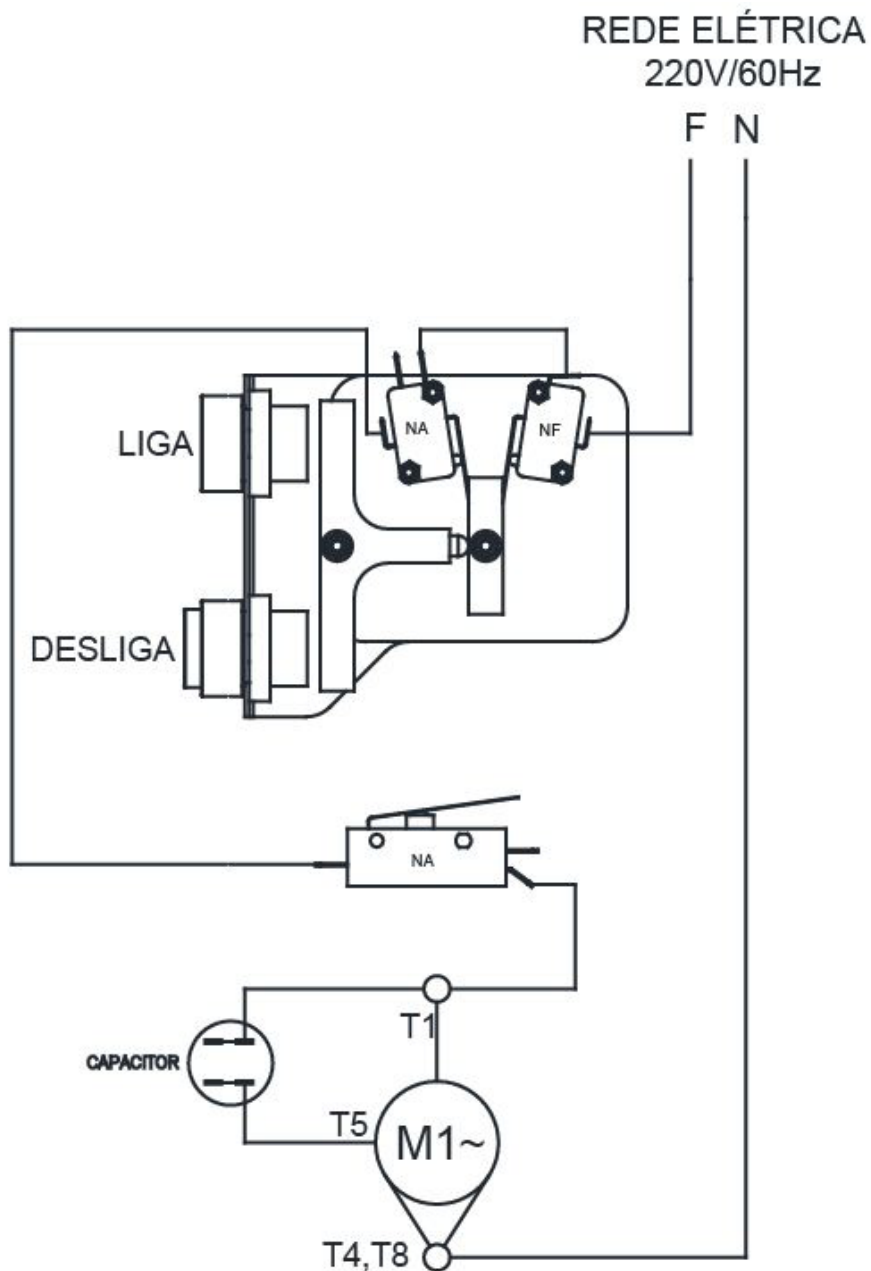 REDE ELÉTRICA
220V/60Hz
F N
NA
NF
LIGA
DESLIGA
NA
T1
CAPACITOR
T5
M1~
T4,T8